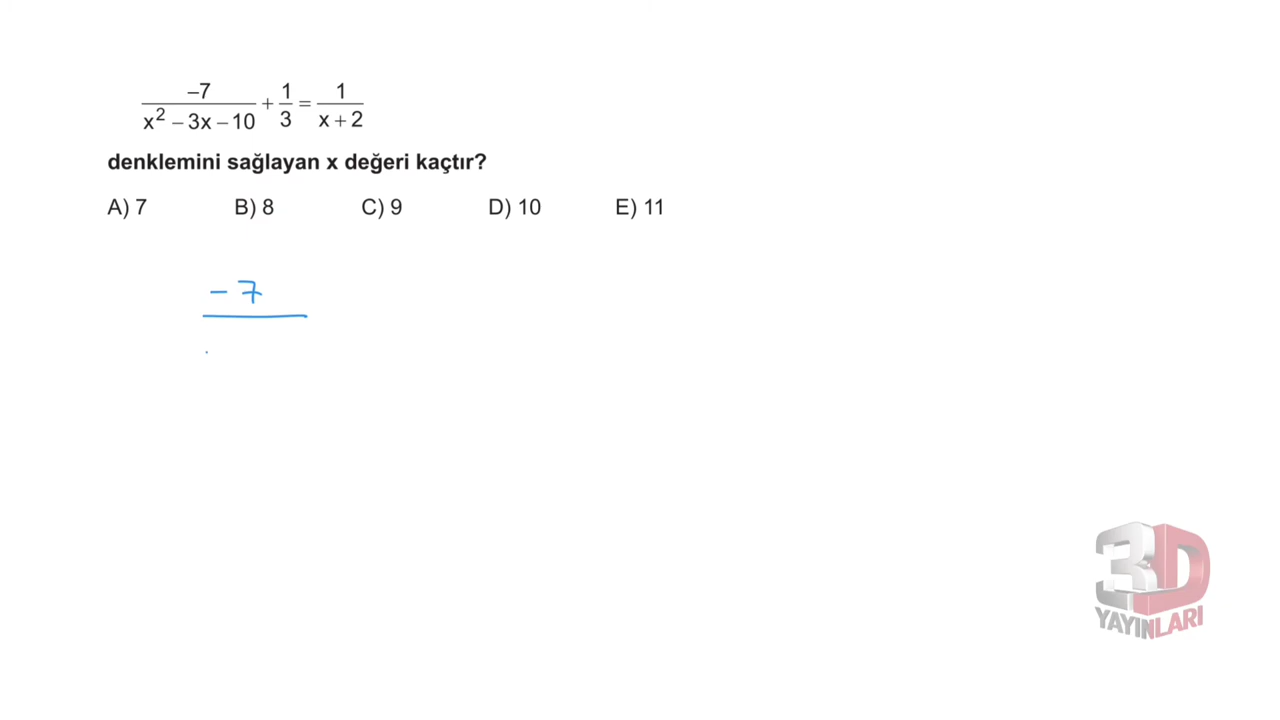 −7/(x² − 3x − 10) + 1/3 = 1/(x + 2)
denklemini sağlayan x değeri kaçtır?
A) 7 B) 8 C) 9 D) 10 E) 11
− 7
3D
YAYINLARI